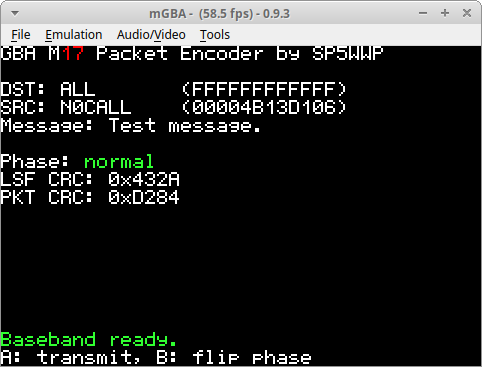 mGBA - (58.5 fps) - 0.9.3
File Emulation Audio/Video Tools
GBA M17 Packet Encoder by SP5WWP
DST: ALL (FFFFFFFFFFFF)
SRC: N0CALL (00004B13D106)
Message: Test message.
Phase: normal
LSF CRC: 0x432A
PKT CRC: 0xD284
Baseband ready.
A: transmit, B: flip phase